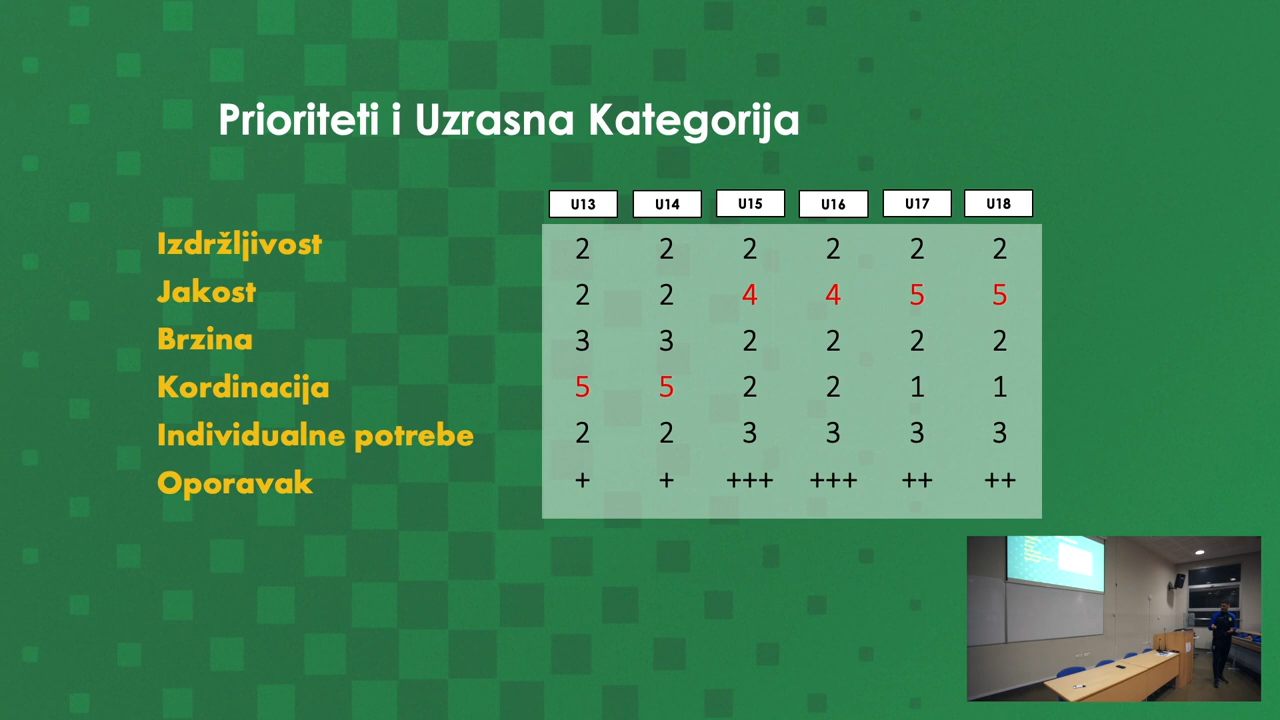 Prioriteti i Uzrasna Kategorija
U13 U14 U15 U16 U17 U18
Izdržljivost 2 2 2 2 2 2
Jakost 2 2 4 4 5 5
Brzina 3 3 2 2 2 2
Kordinacija 5 5 2 2 1 1
Individualne potrebe 2 2 3 3 3 3
Oporavak + + +++ +++ ++ ++